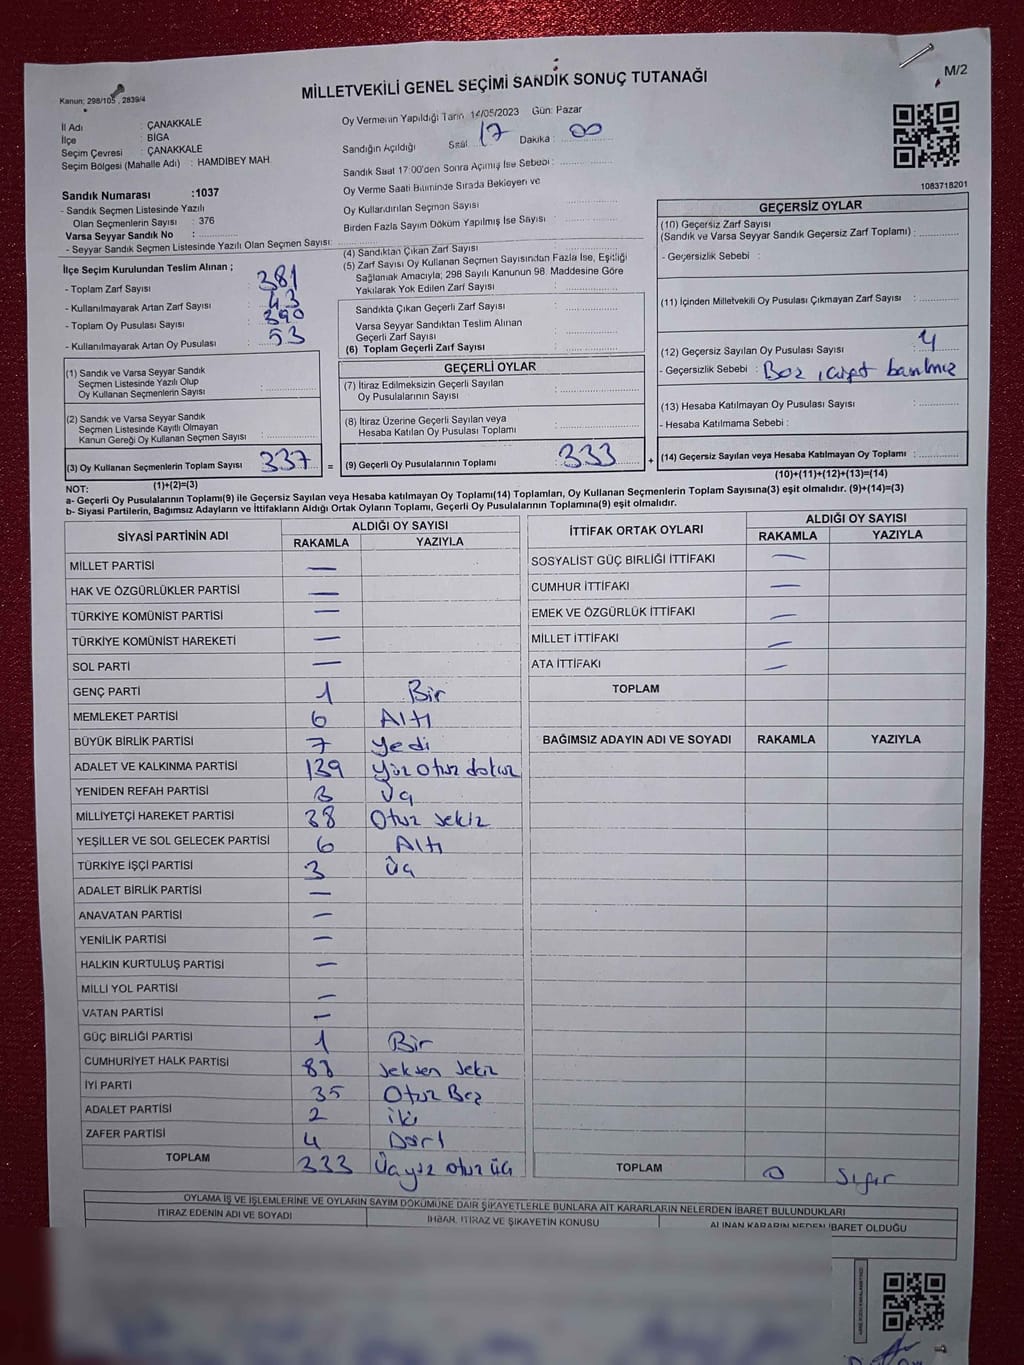 MİLLETVEKİLİ GENEL SEÇİMİ SANDIK SONUÇ TUTANAĞI
M/2
Kanun: 298/105 , 2839/4
İl Adı : ÇANAKKALE
İlçe : BİGA
Seçim Çevresi : ÇANAKKALE
Seçim Bölgesi (Mahalle Adı) : HAMDİBEY MAH.
Oy Vermenin Yapıldığı Tarih 14/05/2023 Gün: Pazar
Sandığın Açıldığı Saat 17 Dakika : 00
Sandık Saat 17:00'den Sonra Açımış İse Sebebi :
Oy Verme Saati Bitiminde Sırada Bekleyen ve
Oy Kullandırılan Seçmen Sayısı
Birden Fazla Sayım Döküm Yapılmış İse Sayısı :
1083718201
Sandık Numarası :1037
- Sandık Seçmen Listesinde Yazılı
Olan Seçmenlerin Sayısı : 376
Varsa Seyyar Sandık No :
- Seyyar Sandık Seçmen Listesinde Yazılı Olan Seçmen Sayısı:
İlçe Seçim Kurulundan Teslim Alınan ;
- Toplam Zarf Sayısı : 381
- Kullanılmayarak Artan Zarf Sayısı : 43
- Toplam Oy Pusulası Sayısı : 390
- Kullanılmayarak Artan Oy Pusulası : 53
(1) Sandık ve Varsa Seyyar Sandık
Seçmen Listesinde Yazılı Olup
Oy Kullanan Seçmenlerin Sayısı :
(2) Sandık ve Varsa Seyyar Sandık
Seçmen Listesinde Kayıtlı Olmayan
Kanun Gereği Oy Kullanan Seçmen Sayısı :
(3) Oy Kullanan Seçmenlerin Toplam Sayısı 337 =
(1)+(2)=(3)
(4) Sandıktan Çıkan Zarf Sayısı :
(5) Zarf Sayısı Oy Kullanan Seçmen Sayısından Fazla İse, Eşitliği
Sağlamak Amacıyla; 298 Sayılı Kanunun 98. Maddesine Göre
Yakılarak Yok Edilen Zarf Sayısı :
Sandıkta Çıkan Geçerli Zarf Sayısı :
Varsa Seyyar Sandıktan Teslim Alınan
Geçerli Zarf Sayısı :
(6) Toplam Geçerli Zarf Sayısı :
GEÇERLİ OYLAR
(7) İtiraz Edilmeksizin Geçerli Sayılan
Oy Pusulalarının Sayısı :
(8) İtiraz Üzerine Geçerli Sayılan veya
Hesaba Katılan Oy Pusulası Toplamı :
(9) Geçerli Oy Pusulalarının Toplamı : 333 +
GEÇERSİZ OYLAR
(10) Geçersiz Zarf Sayısı
(Sandık ve Varsa Seyyar Sandık Geçersiz Zarf Toplamı) :
- Geçersizlik Sebebi :
(11) İçinden Milletvekili Oy Pusulası Çıkmayan Zarf Sayısı :
(12) Geçersiz Sayılan Oy Pusulası Sayısı : 4
- Geçersizlik Sebebi :
(13) Hesaba Katılmayan Oy Pusulası Sayısı :
- Hesaba Katılmama Sebebi :
(14) Geçersiz Sayılan veya Hesaba Katılmayan Oy Toplamı :
(10)+(11)+(12)+(13)=(14)
NOT:
a- Geçerli Oy Pusulalarının Toplamı(9) ile Geçersiz Sayılan veya Hesaba katılmayan Oy Toplamı(14) Toplamları, Oy Kullanan Seçmenlerin Toplam Sayısına(3) eşit olmalıdır. (9)+(14)=(3)
b- Siyasi Partilerin, Bağımsız Adayların ve İttifakların Aldığı Ortak Oyların Toplamı, Geçerli Oy Pusulalarının Toplamına(9) eşit olmalıdır.
SİYASİ PARTİNİN ADI ALDIĞI OY SAYISI
RAKAMLA YAZIYLA
MİLLET PARTİSİ —
HAK VE ÖZGÜRLÜKLER PARTİSİ —
TÜRKİYE KOMÜNİST PARTİSİ —
TÜRKİYE KOMÜNİST HAREKETİ —
SOL PARTİ —
GENÇ PARTİ 1 Bir
MEMLEKET PARTİSİ 6 Altı
BÜYÜK BİRLİK PARTİSİ 7 Yedi
ADALET VE KALKINMA PARTİSİ 139 Yüz otuz dokuz
YENİDEN REFAH PARTİSİ 3 Üç
MİLLİYETÇİ HAREKET PARTİSİ 38 Otuz sekiz
YEŞİLLER VE SOL GELECEK PARTİSİ 6 Altı
TÜRKİYE İŞÇİ PARTİSİ 3 Üç
ADALET BİRLİK PARTİSİ —
ANAVATAN PARTİSİ —
YENİLİK PARTİSİ —
HALKIN KURTULUŞ PARTİSİ —
MİLLİ YOL PARTİSİ —
VATAN PARTİSİ —
GÜÇ BİRLİĞİ PARTİSİ 1 Bir
CUMHURİYET HALK PARTİSİ 88 Seksen Sekiz
İYİ PARTİ 35 Otuz Beş
ADALET PARTİSİ 2 iki
ZAFER PARTİSİ 4 Dört
TOPLAM 333 Üçyüz otuz üç
İTTİFAK ORTAK OYLARI ALDIĞI OY SAYISI
RAKAMLA YAZIYLA
SOSYALİST GÜÇ BİRLİĞİ İTTİFAKI —
CUMHUR İTTİFAKI —
EMEK VE ÖZGÜRLÜK İTTİFAKI —
MİLLET İTTİFAKI —
ATA İTTİFAKI —
TOPLAM
BAĞIMSIZ ADAYIN ADI VE SOYADI RAKAMLA YAZIYLA
TOPLAM 0 Sıfır
OYLAMA İŞ VE İŞLEMLERİNE VE OYLARIN SAYIM DÖKÜMÜNE DAİR ŞİKAYETLERLE BUNLARA AİT KARARLARIN NELERDEN İBARET BULUNDUKLARI
İTİRAZ EDENİN ADI VE SOYADI
İHBAR, İTİRAZ VE ŞİKAYETİN KONUSU
ALINAN KARARIN NEDEN İBARET OLDUĞU